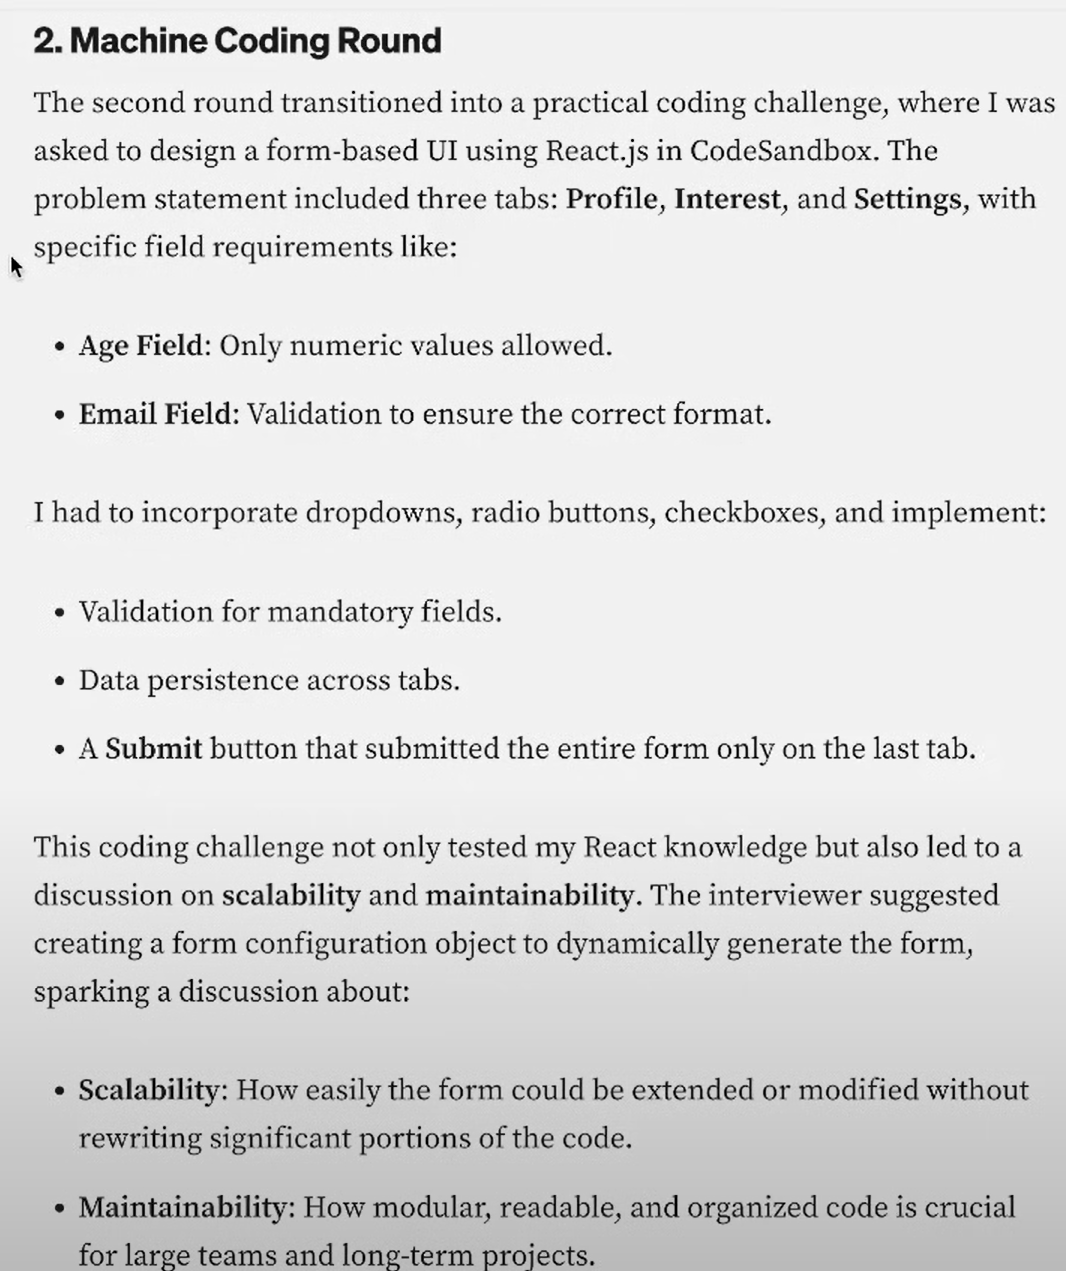 2. Machine Coding Round
The second round transitioned into a practical coding challenge, where I was
asked to design a form-based UI using React.js in CodeSandbox. The
problem statement included three tabs: Profile, Interest, and Settings, with
specific field requirements like:
• Age Field: Only numeric values allowed.
• Email Field: Validation to ensure the correct format.
I had to incorporate dropdowns, radio buttons, checkboxes, and implement:
• Validation for mandatory fields.
• Data persistence across tabs.
• A Submit button that submitted the entire form only on the last tab.
This coding challenge not only tested my React knowledge but also led to a
discussion on scalability and maintainability. The interviewer suggested
creating a form configuration object to dynamically generate the form,
sparking a discussion about:
• Scalability: How easily the form could be extended or modified without
rewriting significant portions of the code.
• Maintainability: How modular, readable, and organized code is crucial
for large teams and long-term projects.